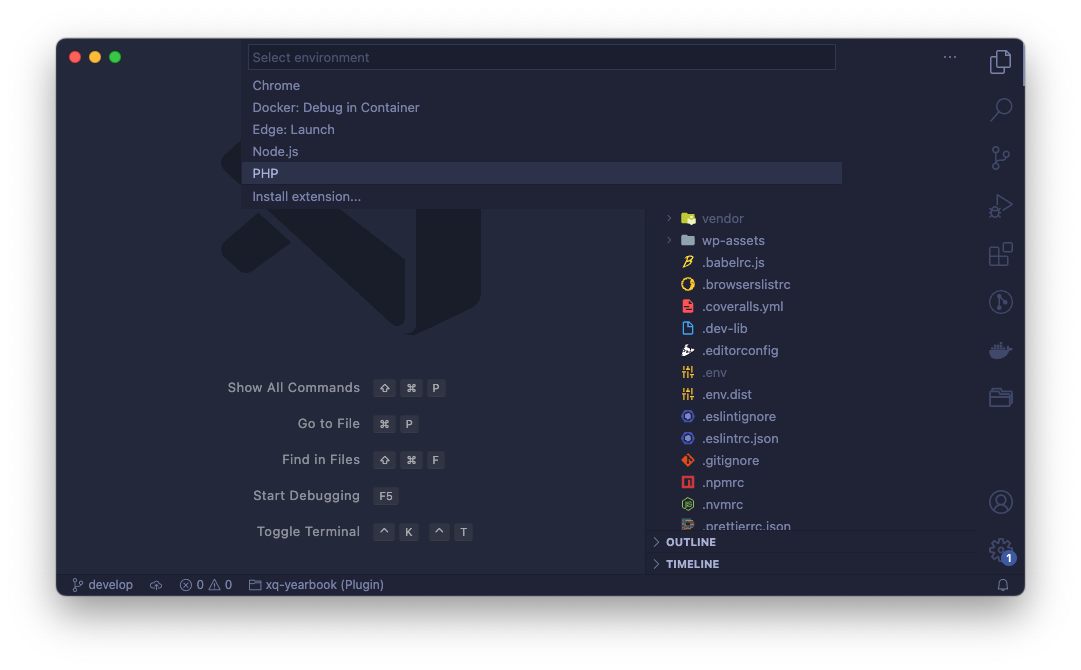 Select environment
Chrome
Docker: Debug in Container
Edge: Launch
Node.js
PHP
Install extension...
vendor
wp-assets
.babelrc.js
.browserslistrc
.coveralls.yml
.dev-lib
.editorconfig
.env
.env.dist
.eslintignore
.eslintrc.json
.gitignore
.npmrc
.nvmrc
.prettierrc.json
OUTLINE
TIMELINE
Show All Commands ⇧ ⌘ P
Go to File ⌘ P
Find in Files ⇧ ⌘ F
Start Debugging F5
Toggle Terminal ^ K ^ T
1
develop 0 0 xq-yearbook (Plugin)